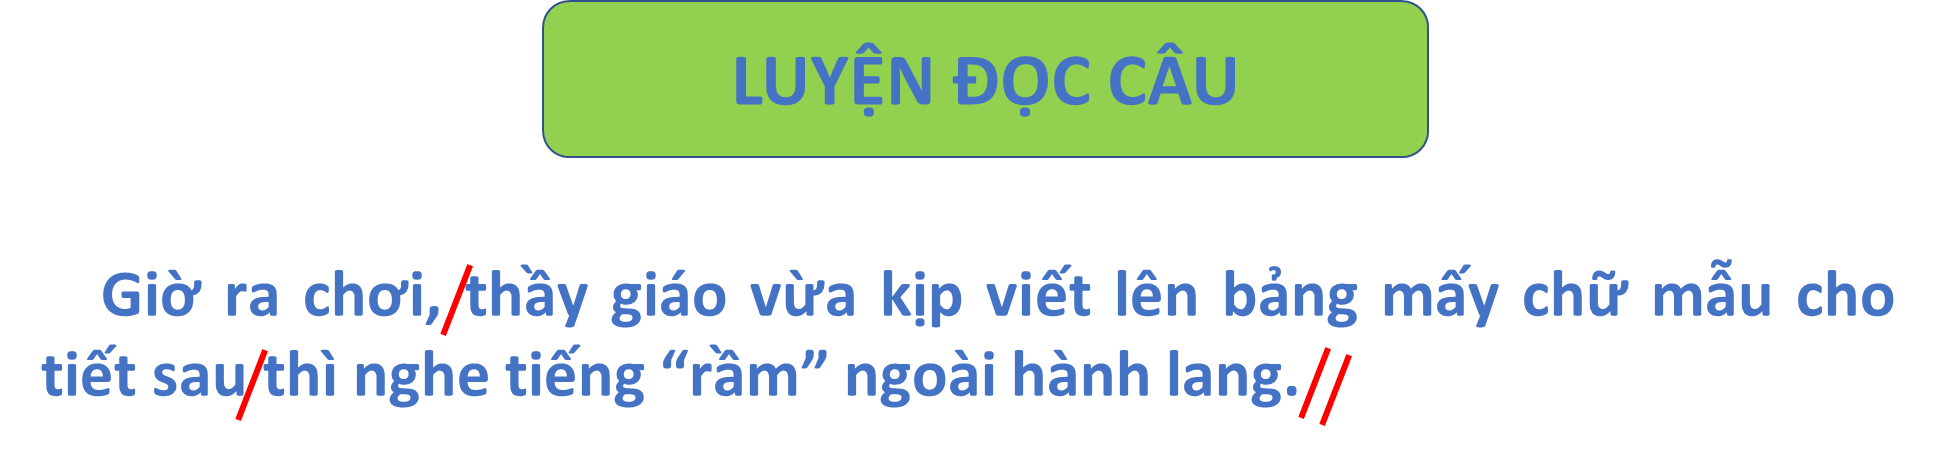 LUYỆN ĐỌC CÂU
Giờ ra chơi,/thầy giáo vừa kịp viết lên bảng mấy chữ mẫu cho
tiết sau/thì nghe tiếng “rầm” ngoài hành lang.//